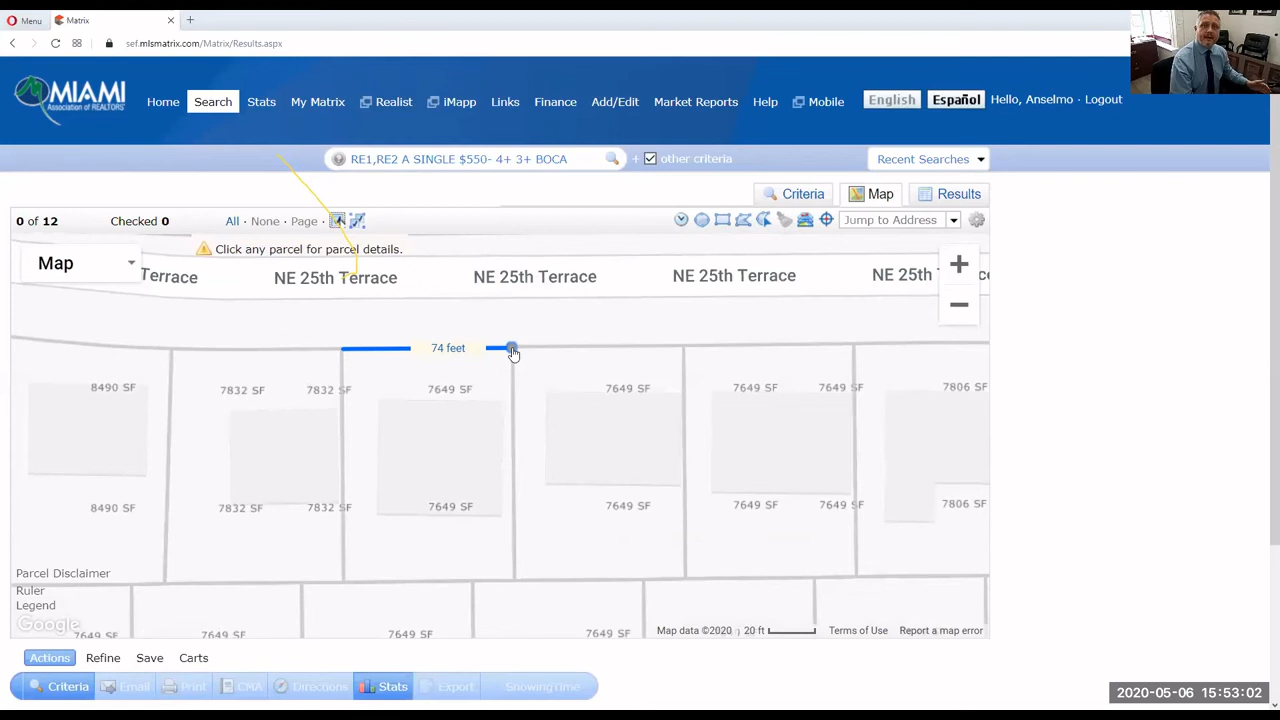 Menu
Matrix
sef.mlsmatrix.com/Matrix/Results.aspx
MIAMI
Association of REALTORS®
Home
Search
Stats
My Matrix
Realist
iMapp
Links
Finance
Add/Edit
Market Reports
Help
Mobile
English
Español
Hello, Anselmo · Logout
RE1,RE2 A SINGLE $550- 4+ 3+ BOCA
+ other criteria
Recent Searches
Criteria
Map
Results
0 of 12
Checked 0
All · None · Page ·
Jump to Address
Click any parcel for parcel details.
Map
Terrace
NE 25th Terrace
NE 25th Terrace
NE 25th Terrace
NE 25th Terrace
+
−
74 feet
8490 SF
7832 SF
7832 SF
7649 SF
7649 SF
7649 SF
7649 SF
7806 SF
8490 SF
7832 SF
7832 SF
7649 SF
7649 SF
7649 SF
7649 SF
7806 SF
Parcel Disclaimer
Ruler
Legend
Google
7649 SF
7649 SF
7649 SF
7649 SF
Map data ©2020
20 ft
Terms of Use
Report a map error
Actions
Refine
Save
Carts
Criteria
Email
Print
CMA
Directions
Stats
Export
ShowingTime
2020-05-06 15:53:02